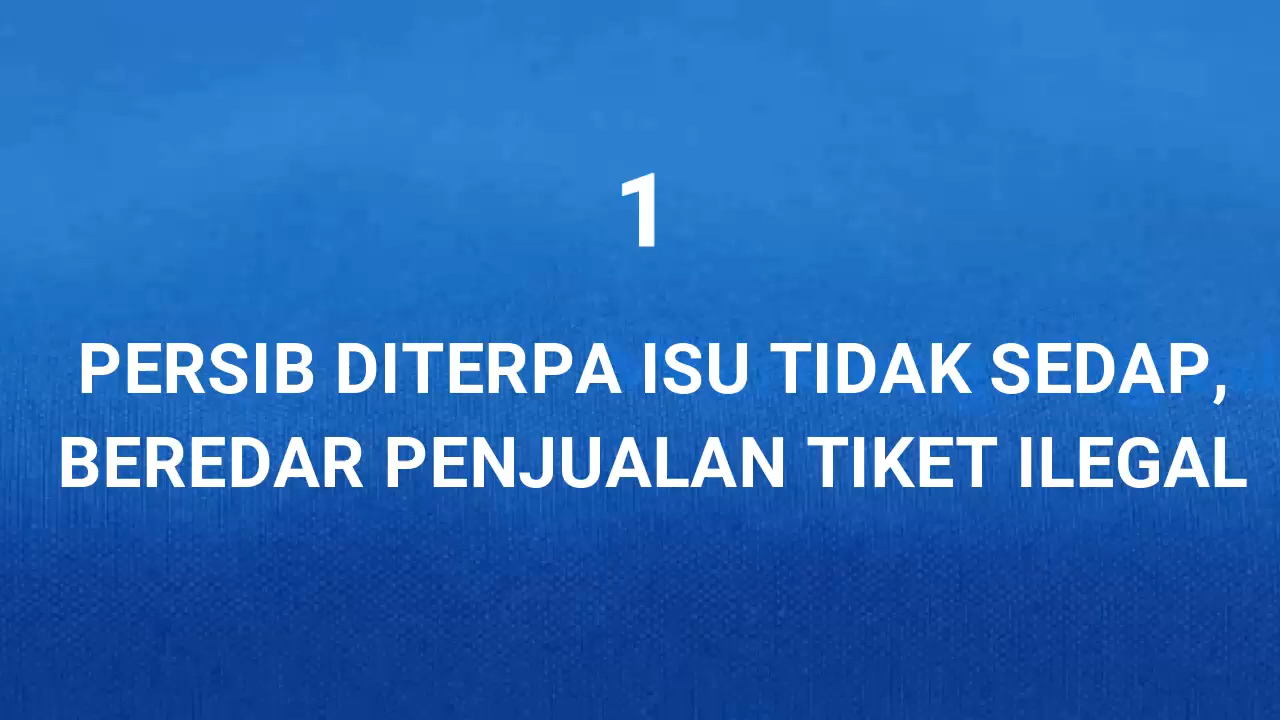 1
PERSIB DITERPA ISU TIDAK SEDAP,
BEREDAR PENJUALAN TIKET ILEGAL